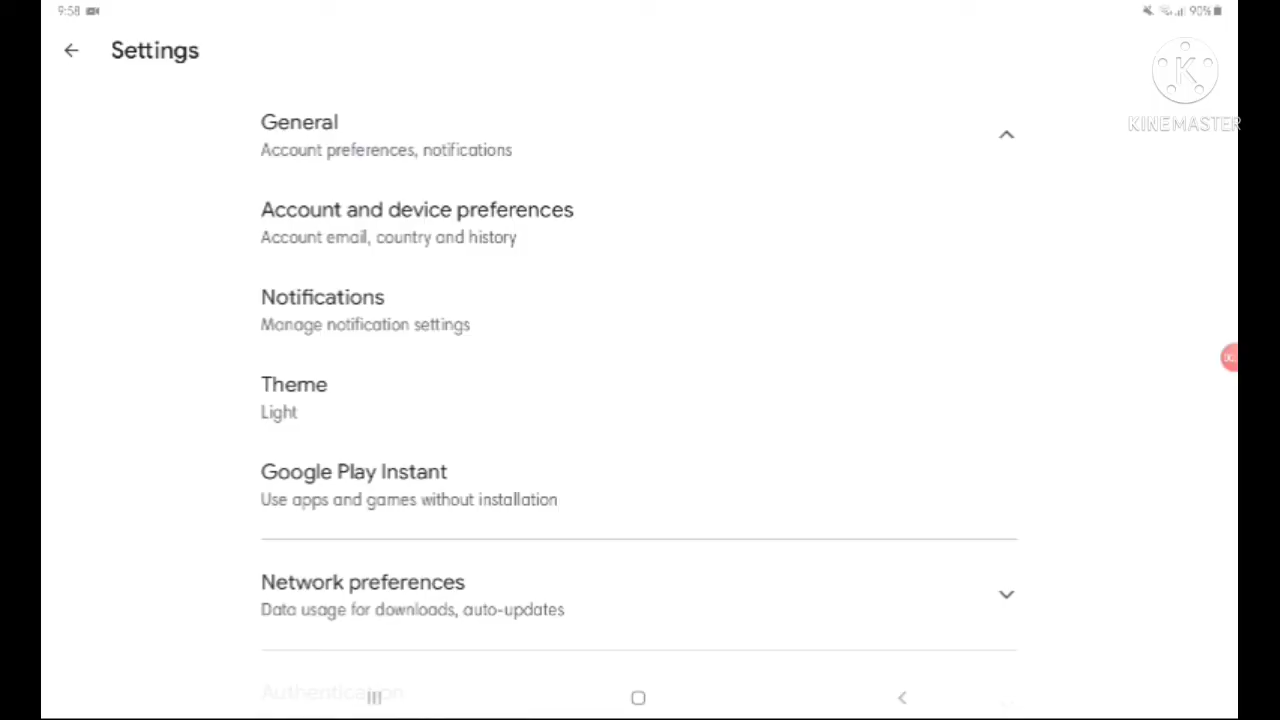 9:58
90%
Settings
K
KINEMASTER
General
Account preferences, notifications
Account and device preferences
Account email, country and history
Notifications
Manage notification settings
Theme
Light
Google Play Instant
Use apps and games without installation
Network preferences
Data usage for downloads, auto-updates
Authentication